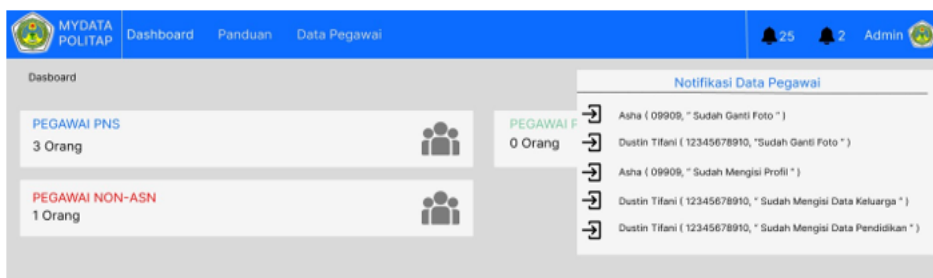 MYDATA
POLITAP
Dashboard Panduan Data Pegawai
25 2 Admin
Dasboard
PEGAWAI PNS
3 Orang
PEGAWAI P
0 Orang
PEGAWAI NON-ASN
1 Orang
Notifikasi Data Pegawai
Asha ( 09909, " Sudah Ganti Foto " )
Dustin Tifani ( 12345678910, "Sudah Ganti Foto " )
Asha ( 09909, " Sudah Mengisi Profil " )
Dustin Tifani ( 12345678910, " Sudah Mengisi Data Keluarga " )
Dustin Tifani ( 12345678910, " Sudah Mengisi Data Pendidikan " )